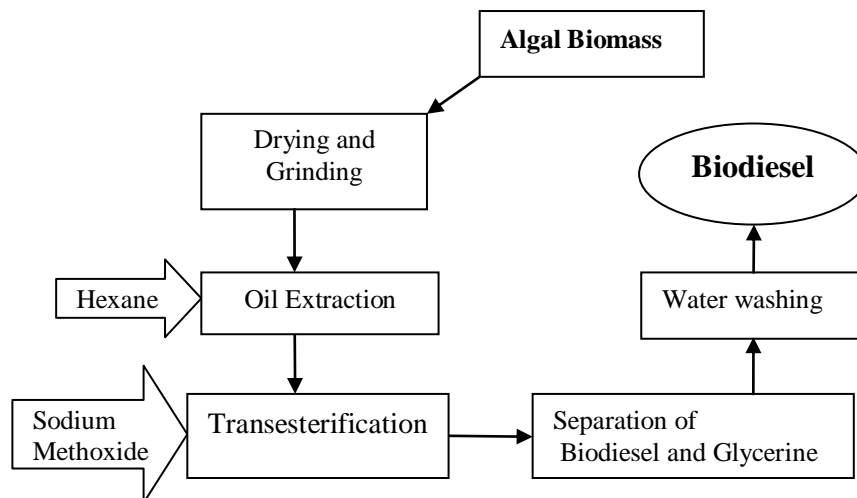 Algal Biomass
Drying and
Grinding
Biodiesel
Hexane
Oil Extraction
Water washing
Sodium
Methoxide
Transesterification
Separation of
Biodiesel and Glycerine